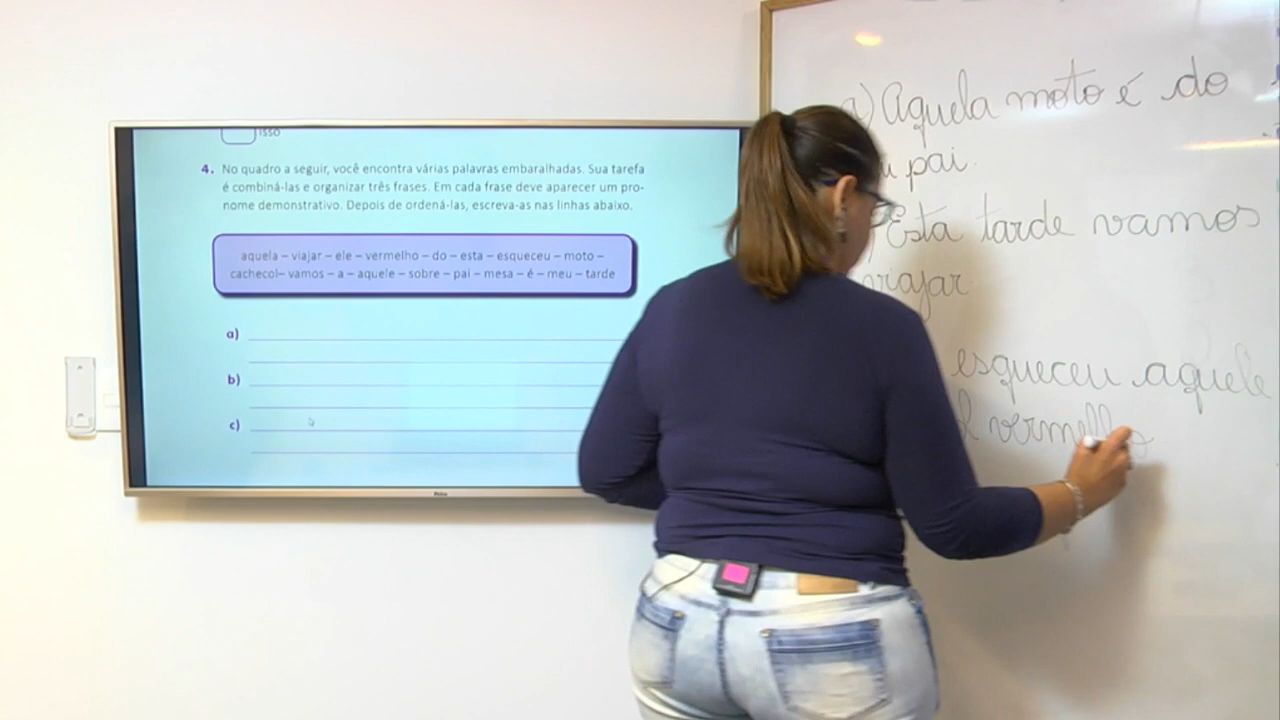 isso
4. No quadro a seguir, você encontra várias palavras embaralhadas. Sua tarefa
é combiná-las e organizar três frases. Em cada frase deve aparecer um pro-
nome demonstrativo. Depois de ordená-las, escreva-as nas linhas abaixo.
aquela – viajar – ele – vermelho – do – esta – esqueceu – moto –
cachecol– vamos – a – aquele – sobre – pai – mesa – é – meu – tarde
a)
b)
c)
Philco
a) Aquela moto é do
pai.
Esta tarde vamos
viajar
esqueceu aquele
vermelho